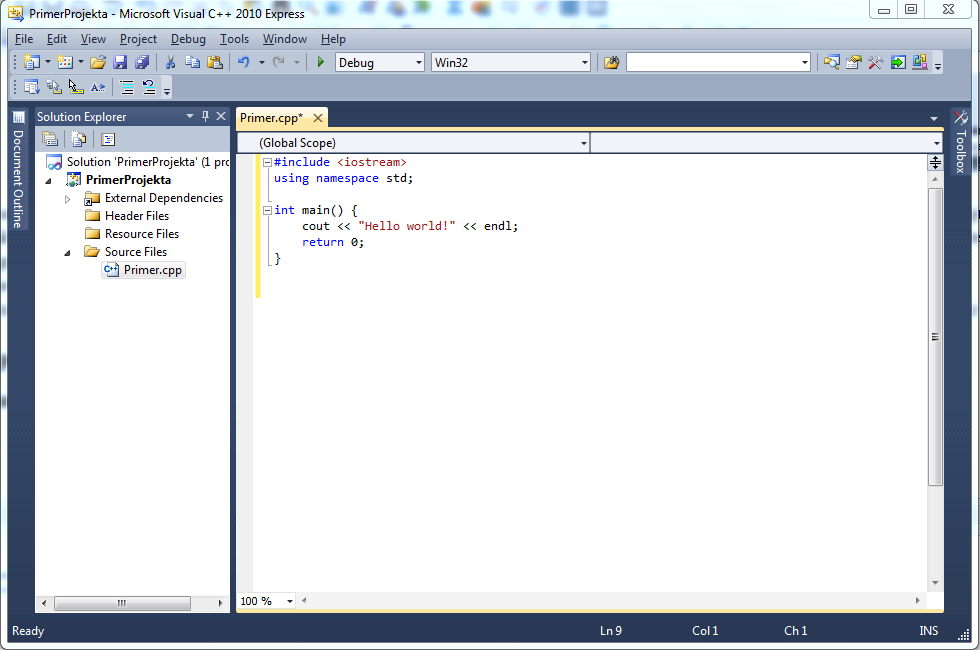 PrimerProjekta - Microsoft Visual C++ 2010 Express
File Edit View Project Debug Tools Window Help
Debug Win32
Document Outline
Solution Explorer
Solution 'PrimerProjekta' (1 pro
PrimerProjekta
External Dependencies
Header Files
Resource Files
Source Files
Primer.cpp
Primer.cpp*
(Global Scope)
#include <iostream>
using namespace std;
int main() {
cout << "Hello world!" << endl;
return 0;
}
100 %
Toolbox
Ready Ln 9 Col 1 Ch 1 INS